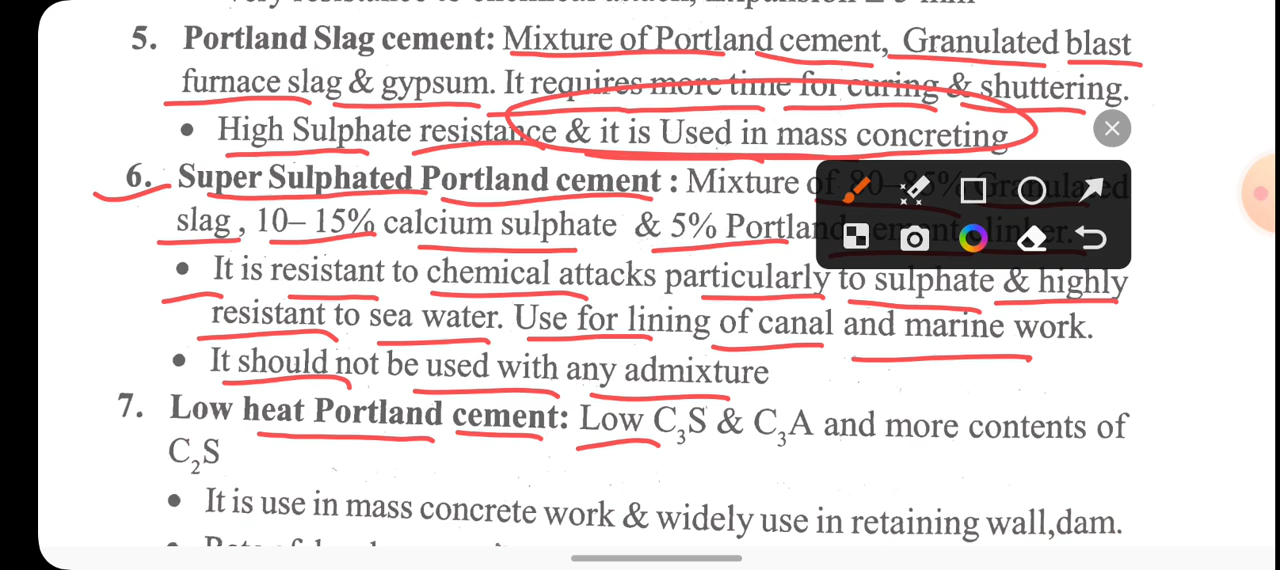 5. Portland Slag cement: Mixture of Portland cement, Granulated blast
furnace slag & gypsum. It requires more time for curing & shuttering.
• High Sulphate resistance & it is Used in mass concreting
6. Super Sulphated Portland cement : Mixture of 80–85% Granulated
slag , 10– 15% calcium sulphate & 5% Portland cement clinker.
• It is resistant to chemical attacks particularly to sulphate & highly
resistant to sea water. Use for lining of canal and marine work.
• It should not be used with any admixture
7. Low heat Portland cement: Low C₃S & C₃A and more contents of
C₂S
• It is use in mass concrete work & widely use in retaining wall,dam.